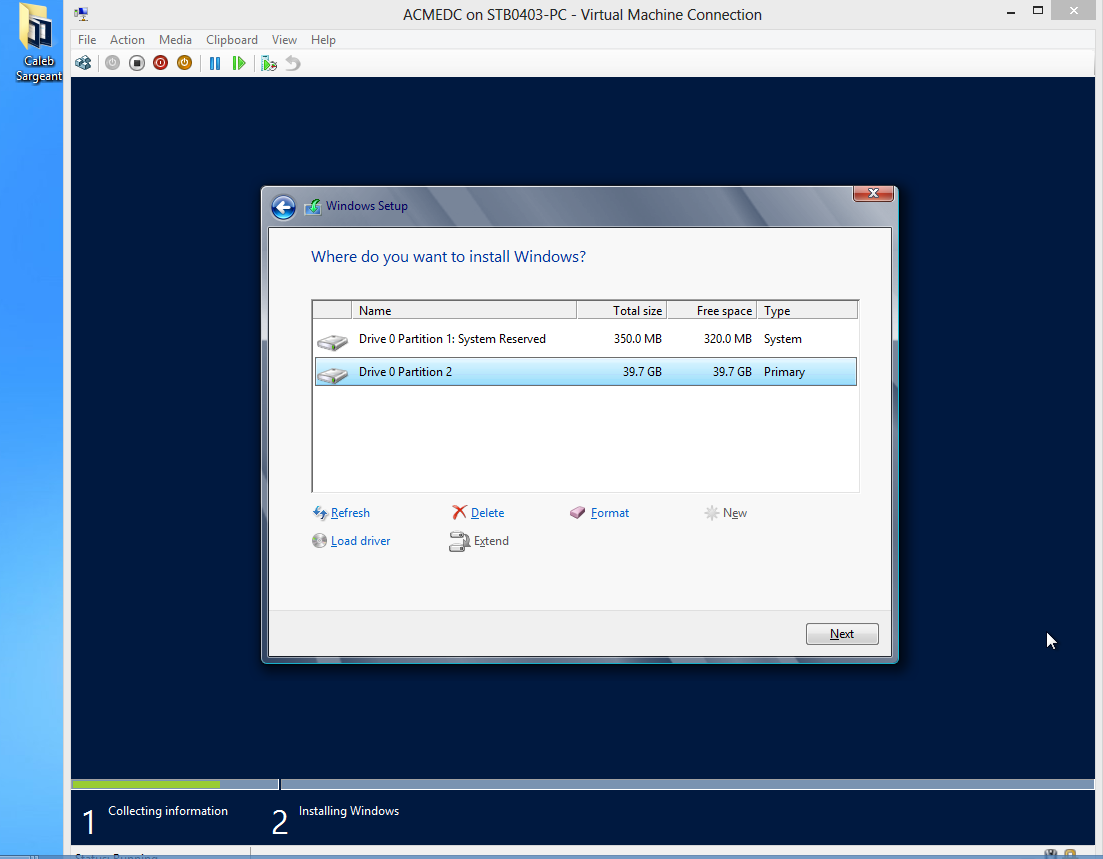 Caleb
Sargeant
ACMEDC on STB0403-PC - Virtual Machine Connection
File Action Media Clipboard View Help
Windows Setup
Where do you want to install Windows?
Name Total size Free space Type
Drive 0 Partition 1: System Reserved 350.0 MB 320.0 MB System
Drive 0 Partition 2 39.7 GB 39.7 GB Primary
Refresh Delete Format New
Load driver Extend
Next
1 Collecting information 2 Installing Windows
Status: Running